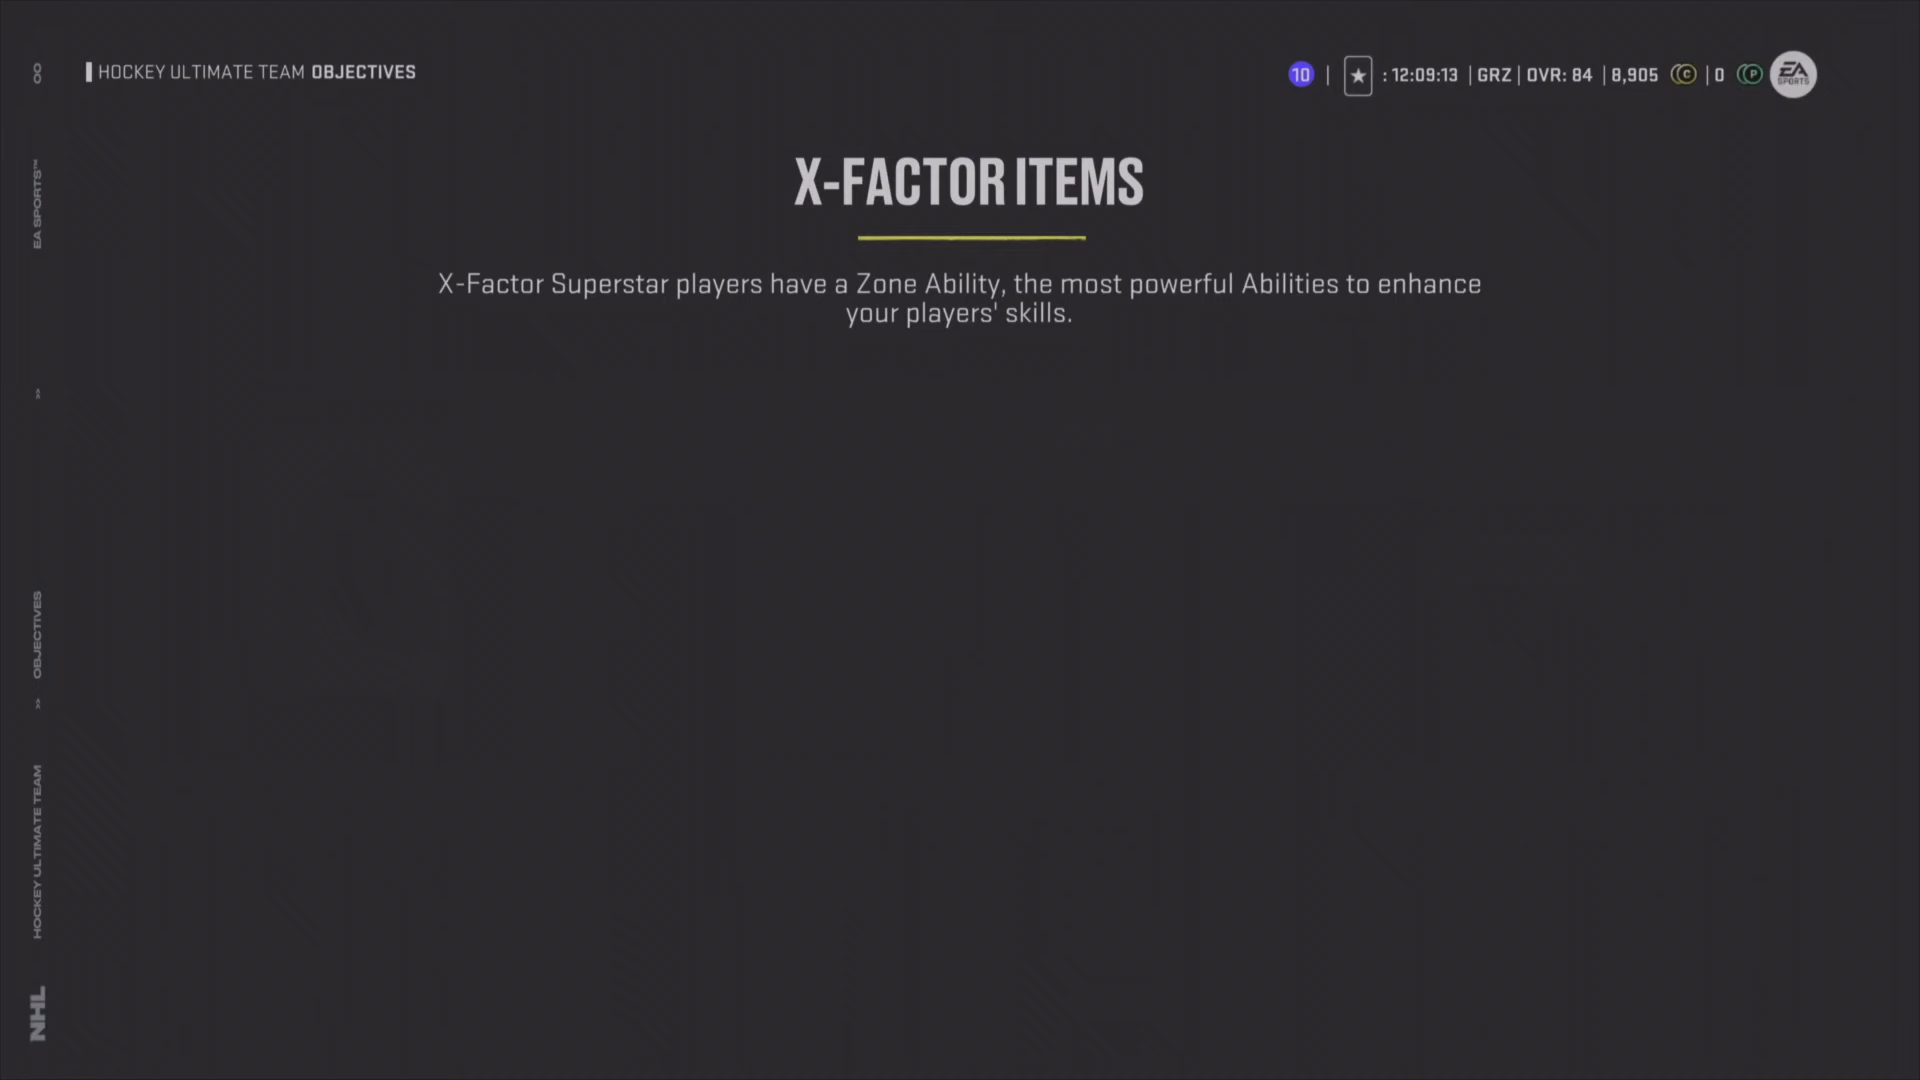 HOCKEY ULTIMATE TEAM OBJECTIVES
10 | : 12:09:13 | GRZ | OVR: 84 | 8,905 C | 0 P EA SPORTS
X-FACTOR ITEMS
X-Factor Superstar players have a Zone Ability, the most powerful Abilities to enhance
your players' skills.
EA SPORTS™
OBJECTIVES
HOCKEY ULTIMATE TEAM
NHL